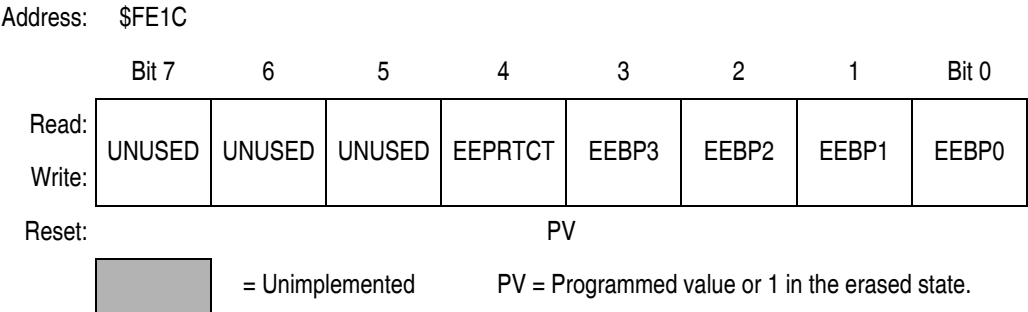 Address: $FE1C
Bit 7 6 5 4 3 2 1 Bit 0
Read:
UNUSED UNUSED UNUSED EEPRTCT EEBP3 EEBP2 EEBP1 EEBP0
Write:
Reset: PV
= Unimplemented PV = Programmed value or 1 in the erased state.